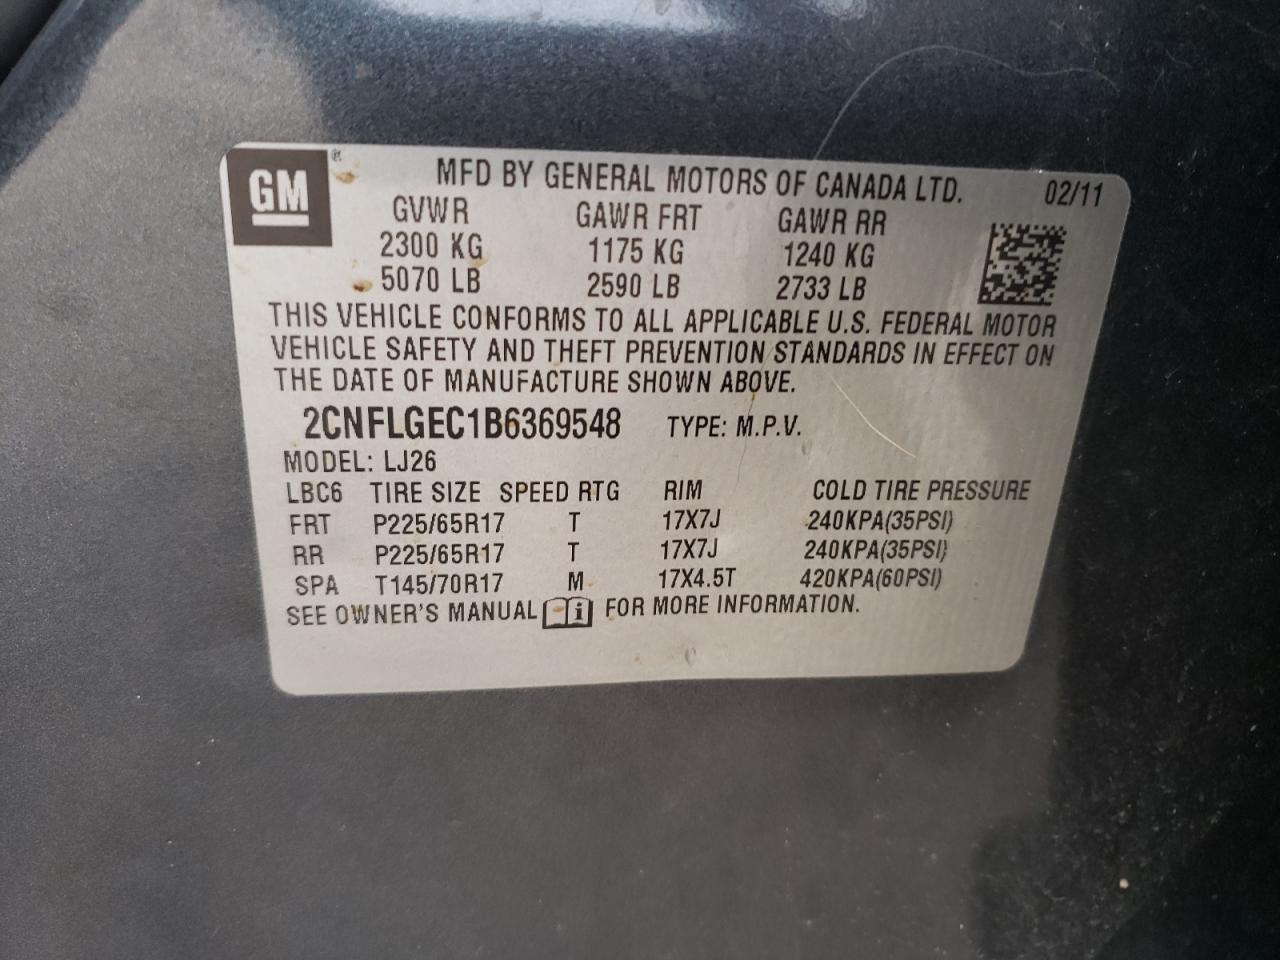 GM ® MFD BY GENERAL MOTORS OF CANADA LTD. 02/11
GVWR GAWR FRT GAWR RR
2300 KG 1175 KG 1240 KG
5070 LB 2590 LB 2733 LB
THIS VEHICLE CONFORMS TO ALL APPLICABLE U.S. FEDERAL MOTOR
VEHICLE SAFETY AND THEFT PREVENTION STANDARDS IN EFFECT ON
THE DATE OF MANUFACTURE SHOWN ABOVE.
2CNFLGEC1B6369548 TYPE: M.P.V.
MODEL: LJ26
LBC6 TIRE SIZE SPEED RTG RIM COLD TIRE PRESSURE
FRT P225/65R17 T 17X7J 240KPA(35PSI)
RR P225/65R17 T 17X7J 240KPA(35PSI)
SPA T145/70R17 M 17X4.5T 420KPA(60PSI)
SEE OWNER'S MANUAL i FOR MORE INFORMATION.